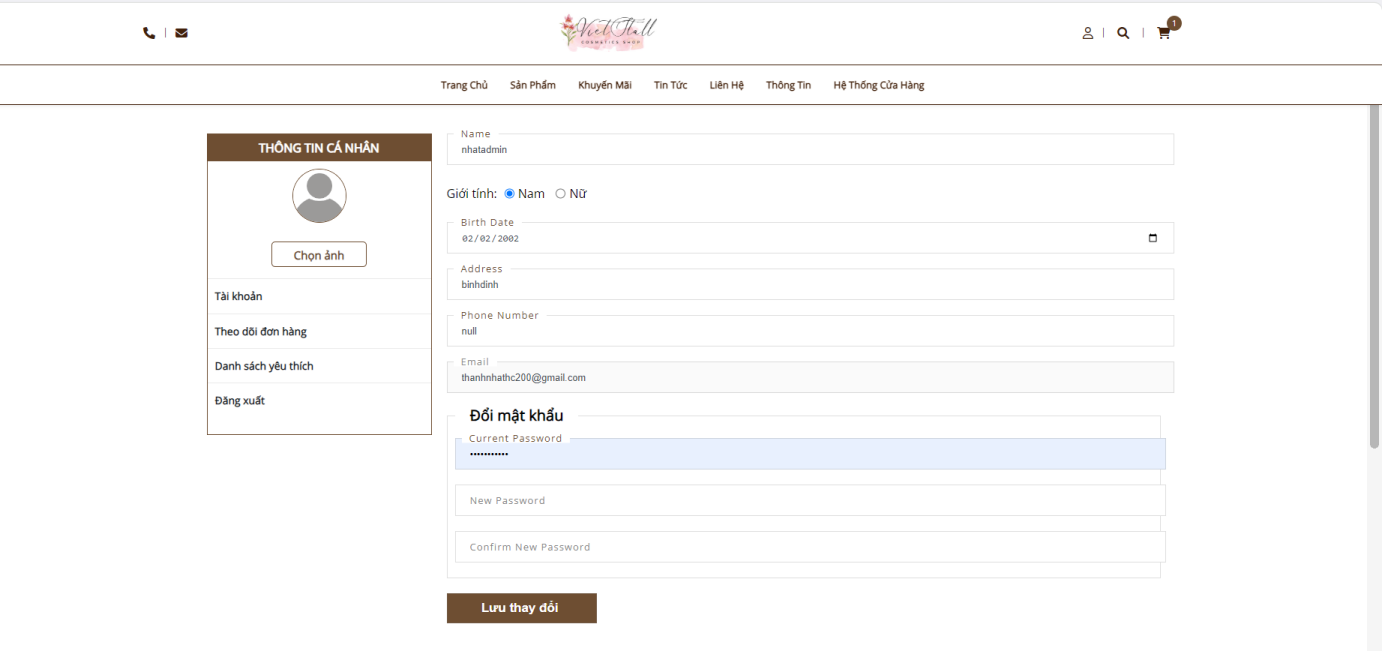 Viet Stall
COSMETICS SHOP
1
Trang Chủ Sản Phẩm Khuyến Mãi Tin Tức Liên Hệ Thông Tin Hệ Thống Cửa Hàng
THÔNG TIN CÁ NHÂN
Chọn ảnh
Tài khoản
Theo dõi đơn hàng
Danh sách yêu thích
Đăng xuất
Name
nhatadmin
Giới tính: Nam Nữ
Birth Date
02/02/2002
Address
binhdinh
Phone Number
null
Email
thanhnhathc200@gmail.com
Đổi mật khẩu
Current Password
•••••••••••
New Password
Confirm New Password
Lưu thay đổi